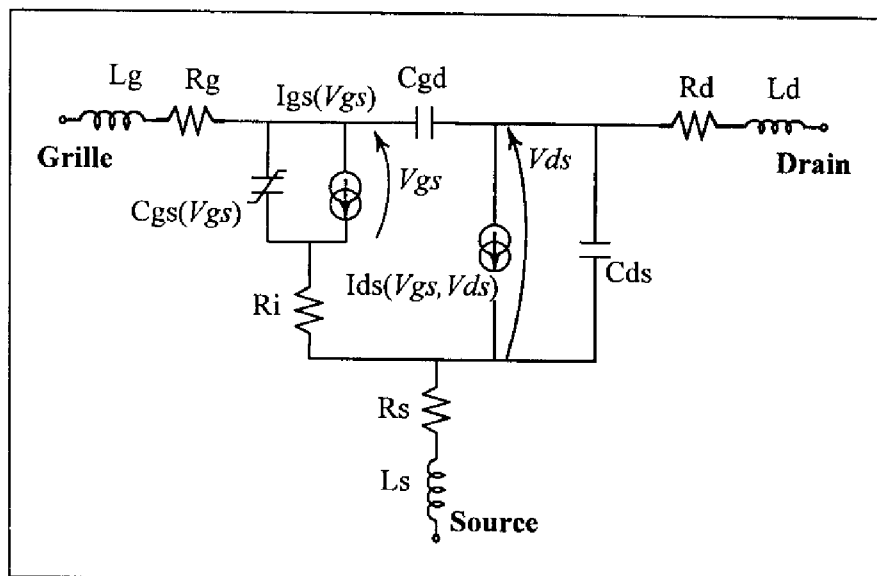 Lg
Rg
Igs(Vgs)
Cgd
Rd
Ld
Grille
Drain
Vds
Vgs
Cgs(Vgs)
Ids(Vgs,Vds)
Cds
Ri
Rs
Ls
Source